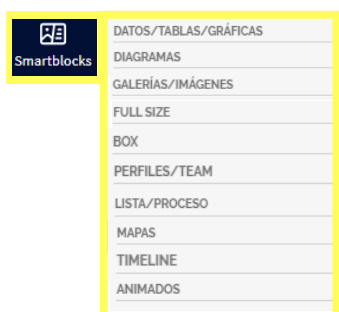 Smartblocks
DATOS/TABLAS/GRÁFICAS
DIAGRAMAS
GALERÍAS/IMÁGENES
FULL SIZE
BOX
PERFILES/TEAM
LISTA/PROCESO
MAPAS
TIMELINE
ANIMADOS